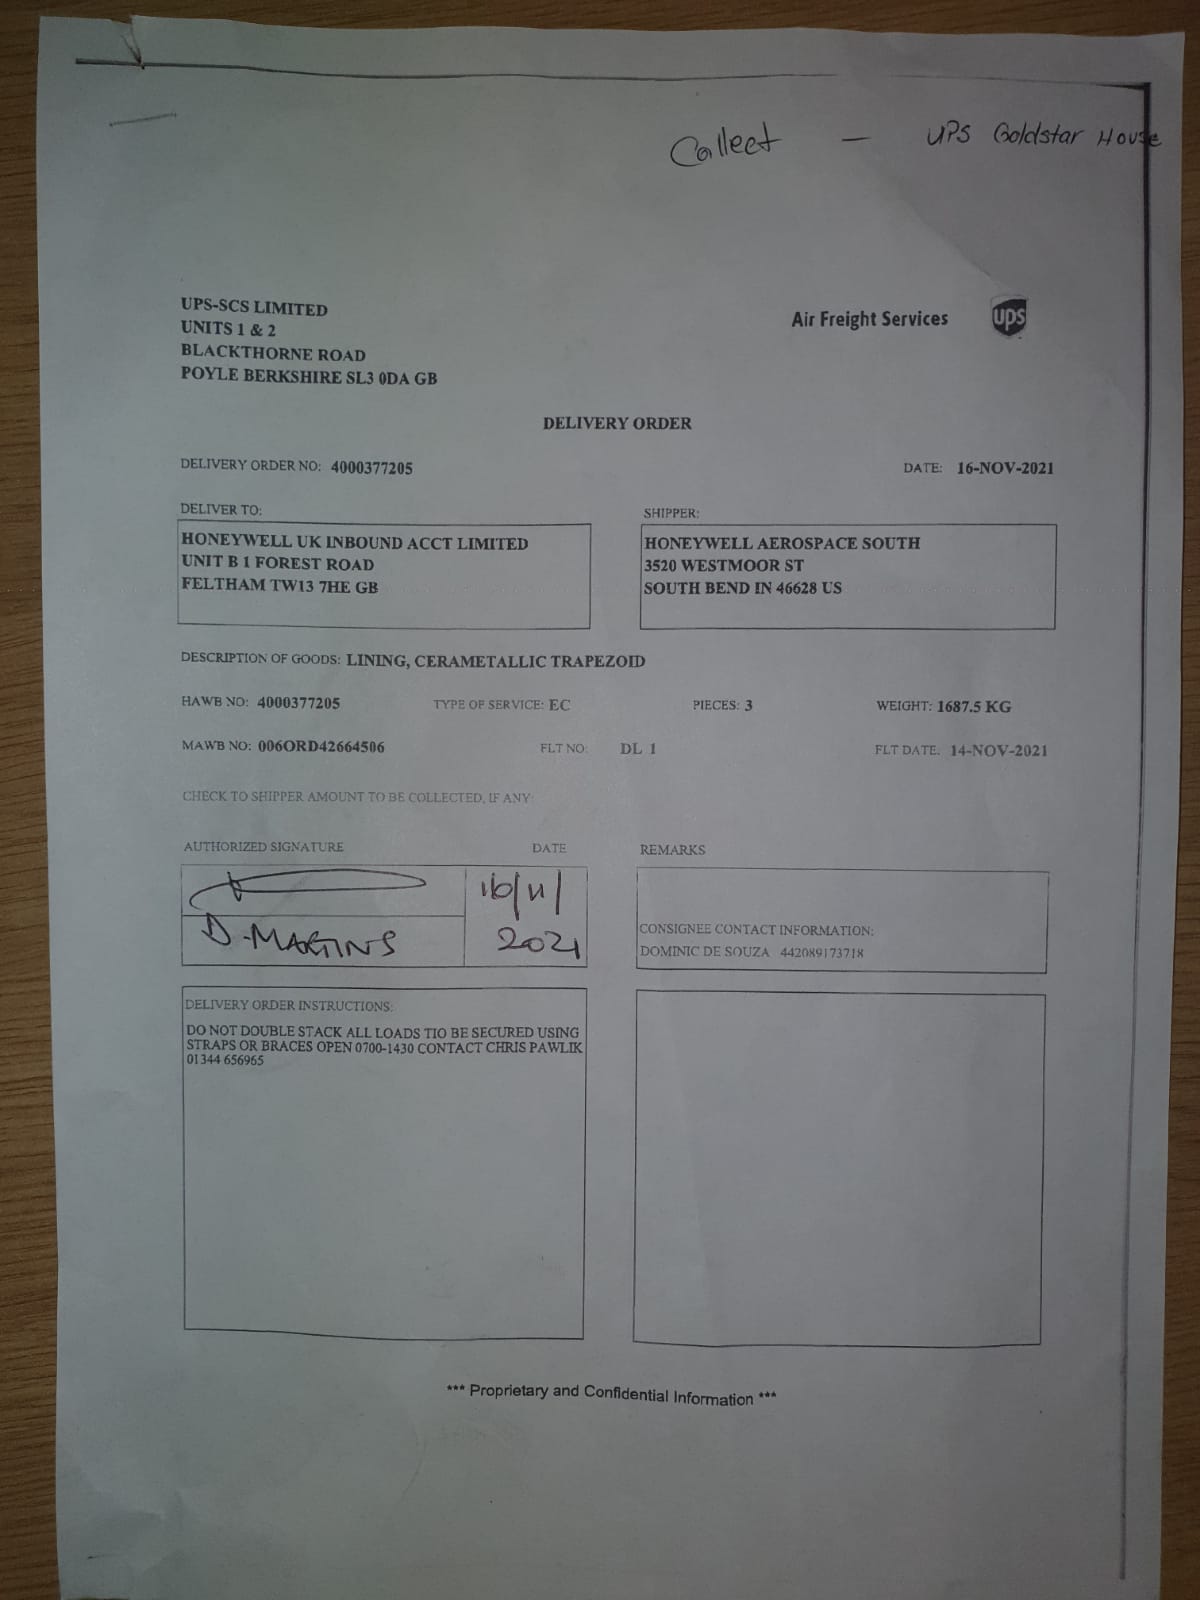 Collect — UPS Goldstar House
UPS-SCS LIMITED
UNITS 1 & 2
BLACKTHORNE ROAD
POYLE BERKSHIRE SL3 0DA GB
Air Freight Services ups
DELIVERY ORDER
DELIVERY ORDER NO: 4000377205
DATE: 16-NOV-2021
DELIVER TO:
HONEYWELL UK INBOUND ACCT LIMITED
UNIT B 1 FOREST ROAD
FELTHAM TW13 7HE GB
SHIPPER:
HONEYWELL AEROSPACE SOUTH
3520 WESTMOOR ST
SOUTH BEND IN 46628 US
DESCRIPTION OF GOODS: LINING, CERAMETALLIC TRAPEZOID
HAWB NO: 4000377205 TYPE OF SERVICE: EC PIECES: 3 WEIGHT: 1687.5 KG
MAWB NO: 006ORD42664506 FLT NO: DL 1 FLT DATE: 14-NOV-2021
CHECK TO SHIPPER AMOUNT TO BE COLLECTED, IF ANY:
AUTHORIZED SIGNATURE DATE
16/11/
D.MARTINS 2021
REMARKS
CONSIGNEE CONTACT INFORMATION:
DOMINIC DE SOUZA 442089173718
DELIVERY ORDER INSTRUCTIONS:
DO NOT DOUBLE STACK ALL LOADS TIO BE SECURED USING
STRAPS OR BRACES OPEN 0700-1430 CONTACT CHRIS PAWLIK
01344 656965
*** Proprietary and Confidential Information ***